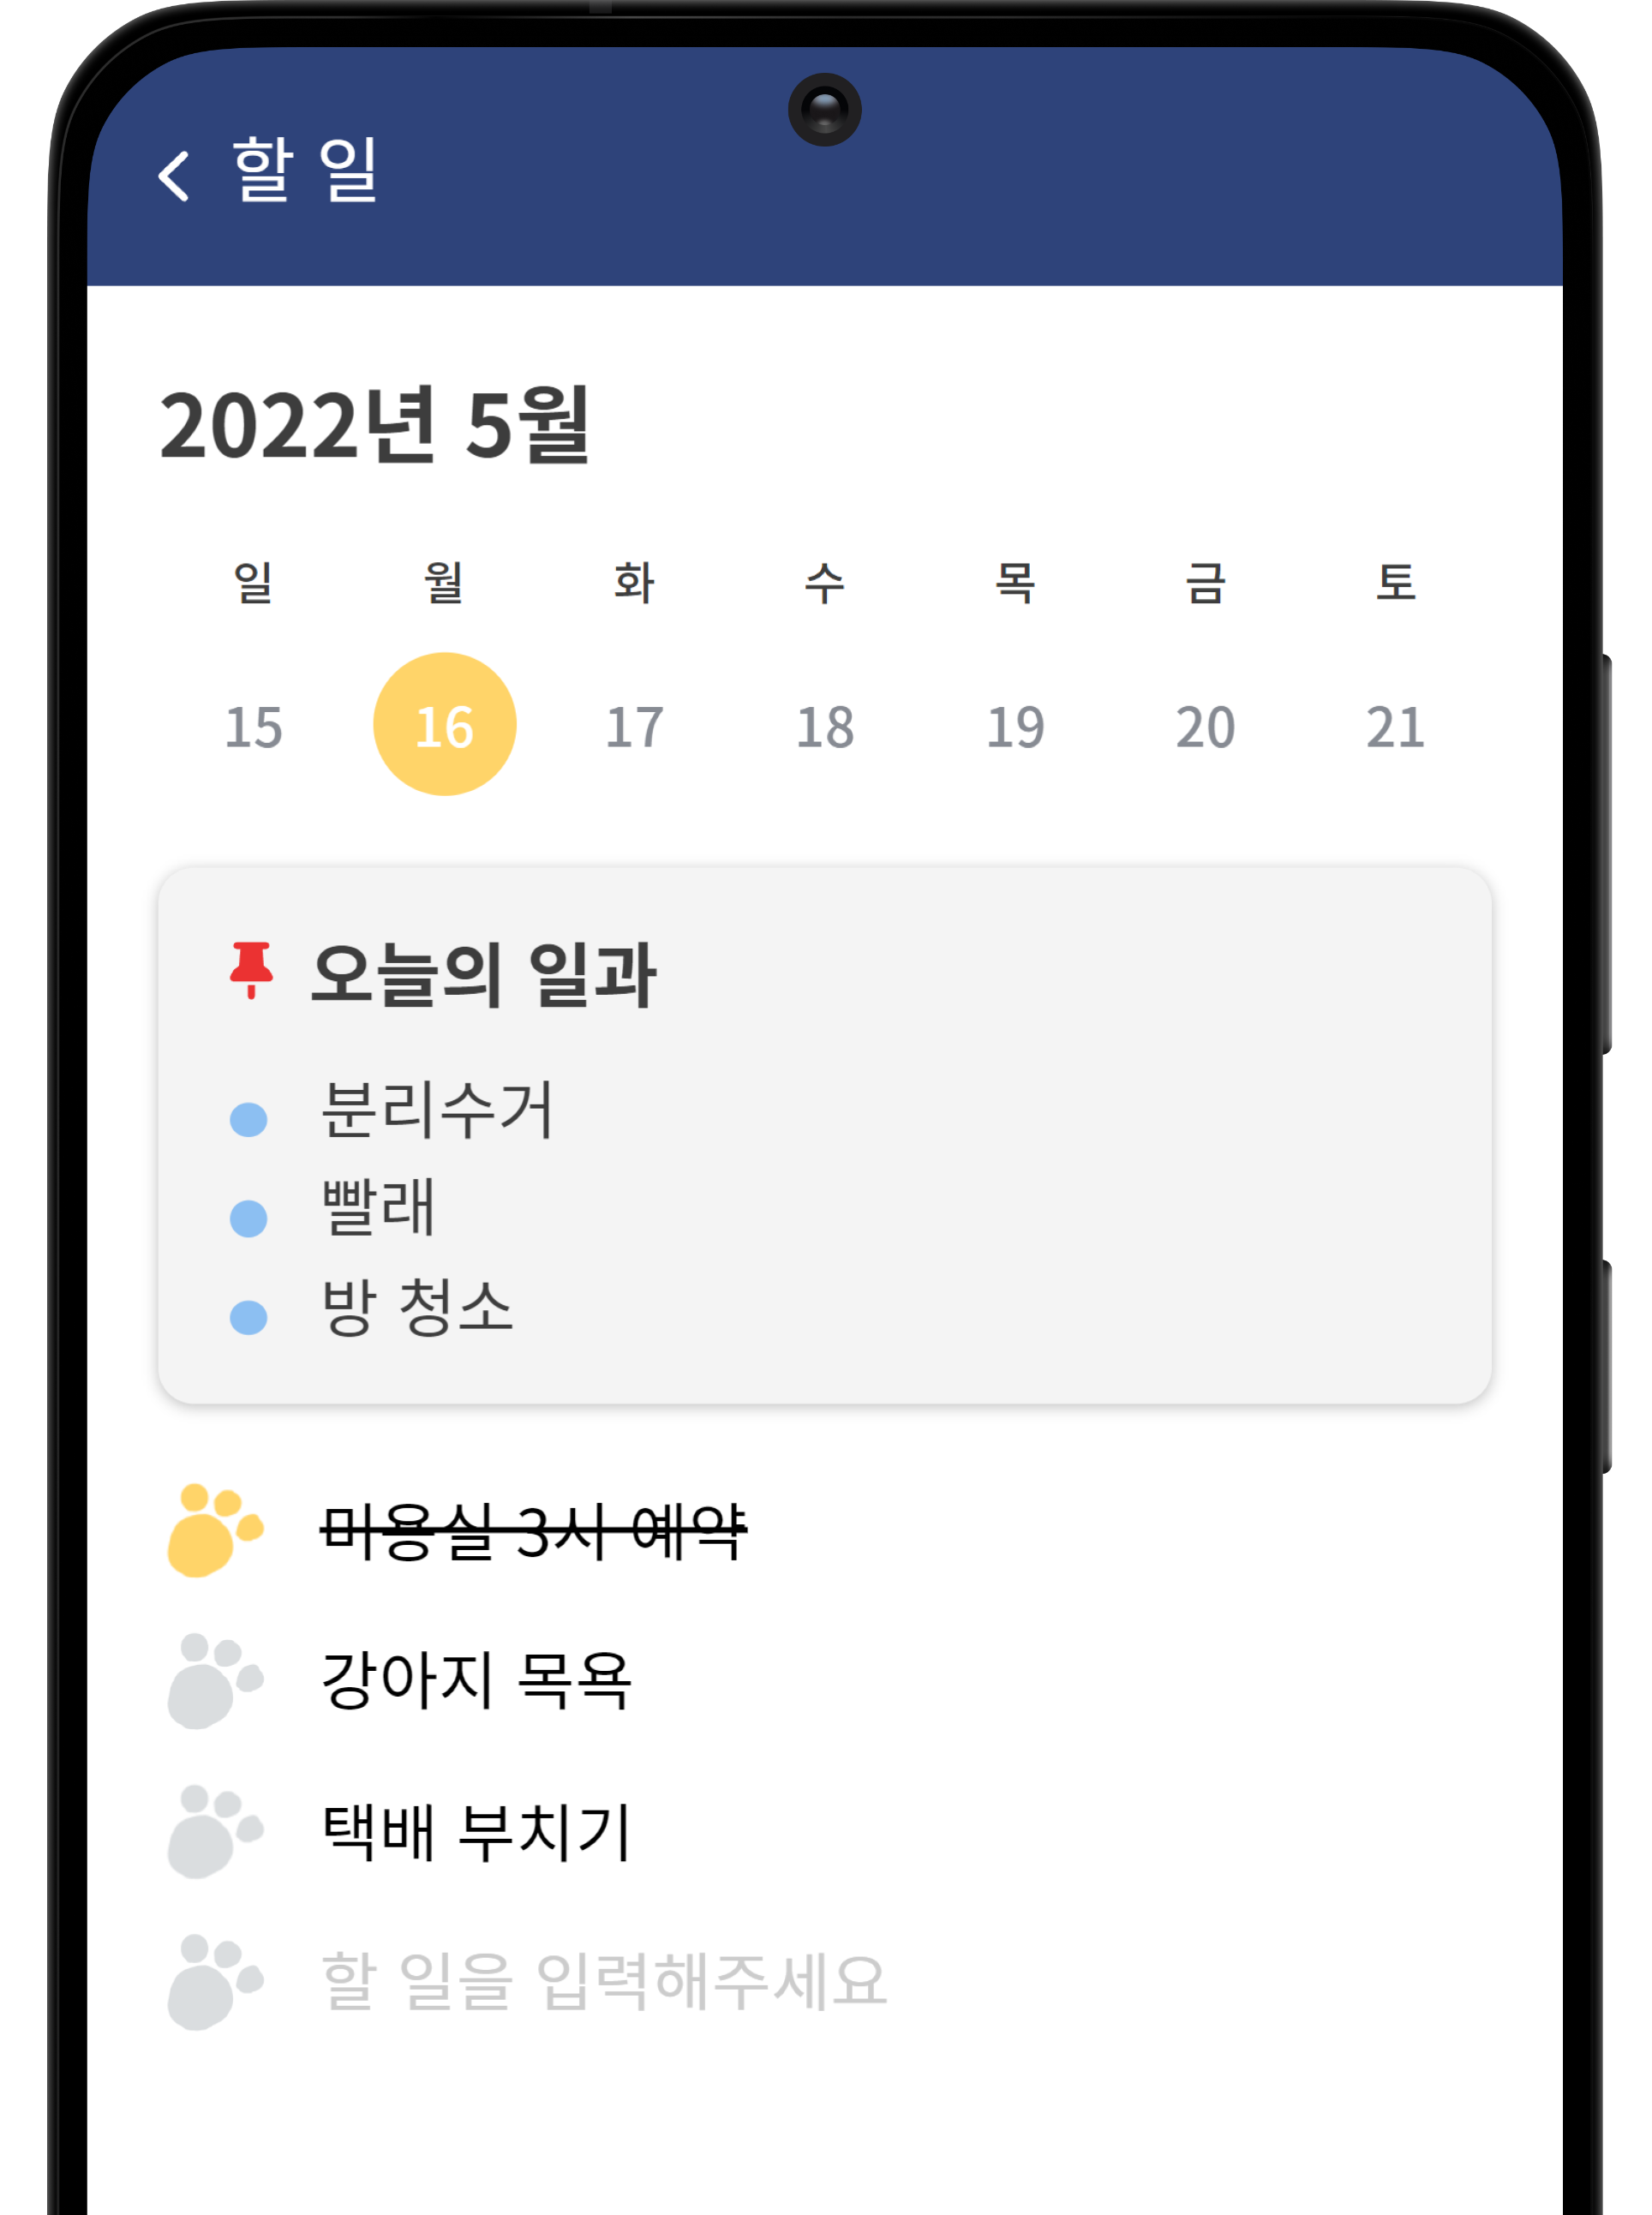 할 일
2022년 5월
일 월 화 수 목 금 토
15 16 17 18 19 20 21
오늘의 일과
분리수거
빨래
방 청소
미용실 3시 예약
강아지 목욕
택배 부치기
할 일을 입력해주세요